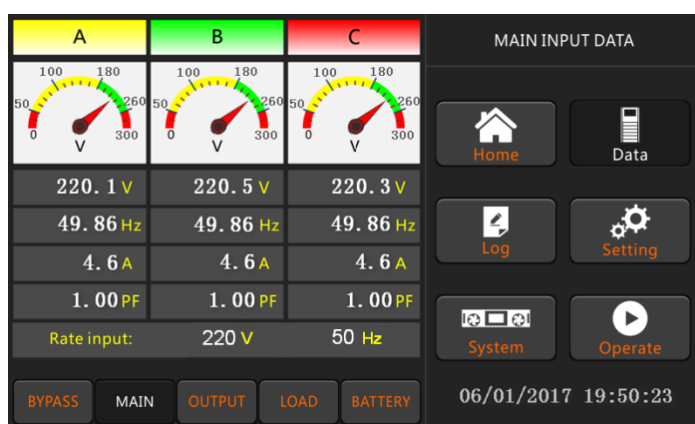 A B C MAIN INPUT DATA
100 180 100 180 100 180
50 260 50 260 50 260
0 300 0 300 0 300
V V V
Home Data
220.1 V 220.5 V 220.3 V
49.86 Hz 49.86 Hz 49.86 Hz
Log Setting
4.6 A 4.6 A 4.6 A
1.00 PF 1.00 PF 1.00 PF
Rate input: 220 V 50 Hz
System Operate
BYPASS MAIN OUTPUT LOAD BATTERY
06/01/2017 19:50:23